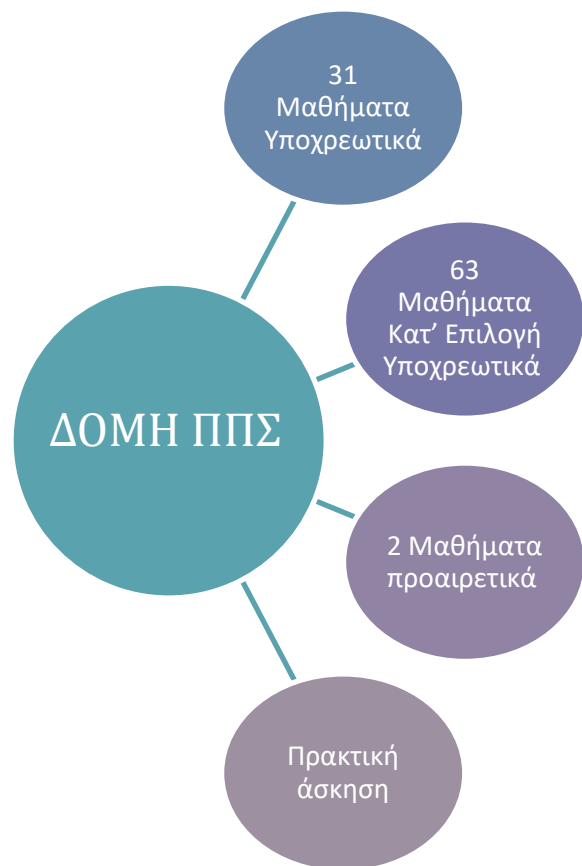 31
Μαθήματα
Υποχρεωτικά
63
Μαθήματα
Κατ’ Επιλογή
Υποχρεωτικά
ΔΟΜΗ ΠΠΣ
2 Μαθήματα
προαιρετικά
Πρακτική
άσκηση